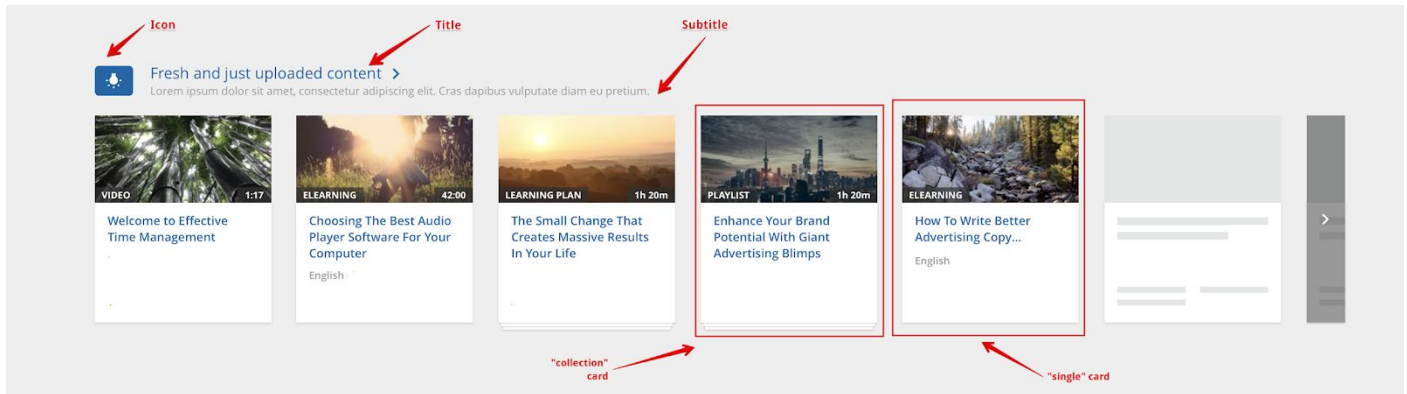 Icon
Title
Subtitle
Fresh and just uploaded content
Lorem ipsum dolor sit amet, consectetur adipiscing elit. Cras dapibus vulputate diam eu pretium.
VIDEO 1:17
Welcome to Effective
Time Management
ELEARNING 42:00
Choosing The Best Audio
Player Software For Your
Computer
English
LEARNING PLAN 1h 20m
The Small Change That
Creates Massive Results
In Your Life
PLAYLIST 1h 20m
Enhance Your Brand
Potential With Giant
Advertising Blimps
ELEARNING
How To Write Better
Advertising Copy...
English
"collection"
card
"single" card